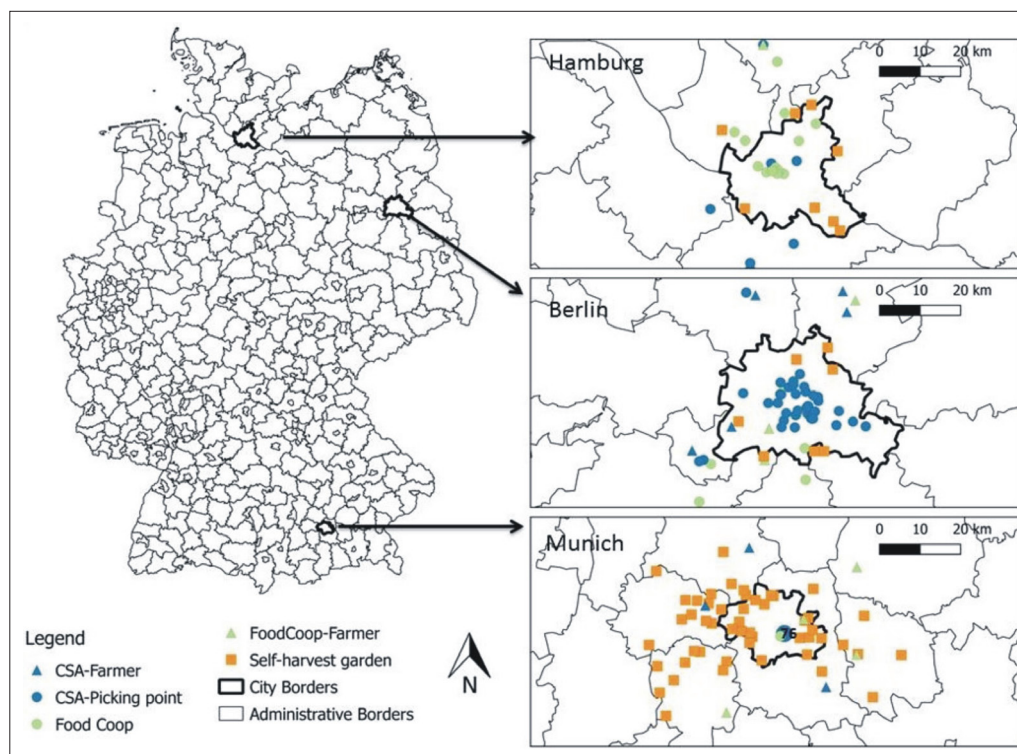 Hamburg
0 10 20 km
Berlin
0 10 20 km
Munich
0 10 20 km
76
Legend
CSA-Farmer
CSA-Picking point
Food Coop
FoodCoop-Farmer
Self-harvest garden
City Borders
Administrative Borders
N